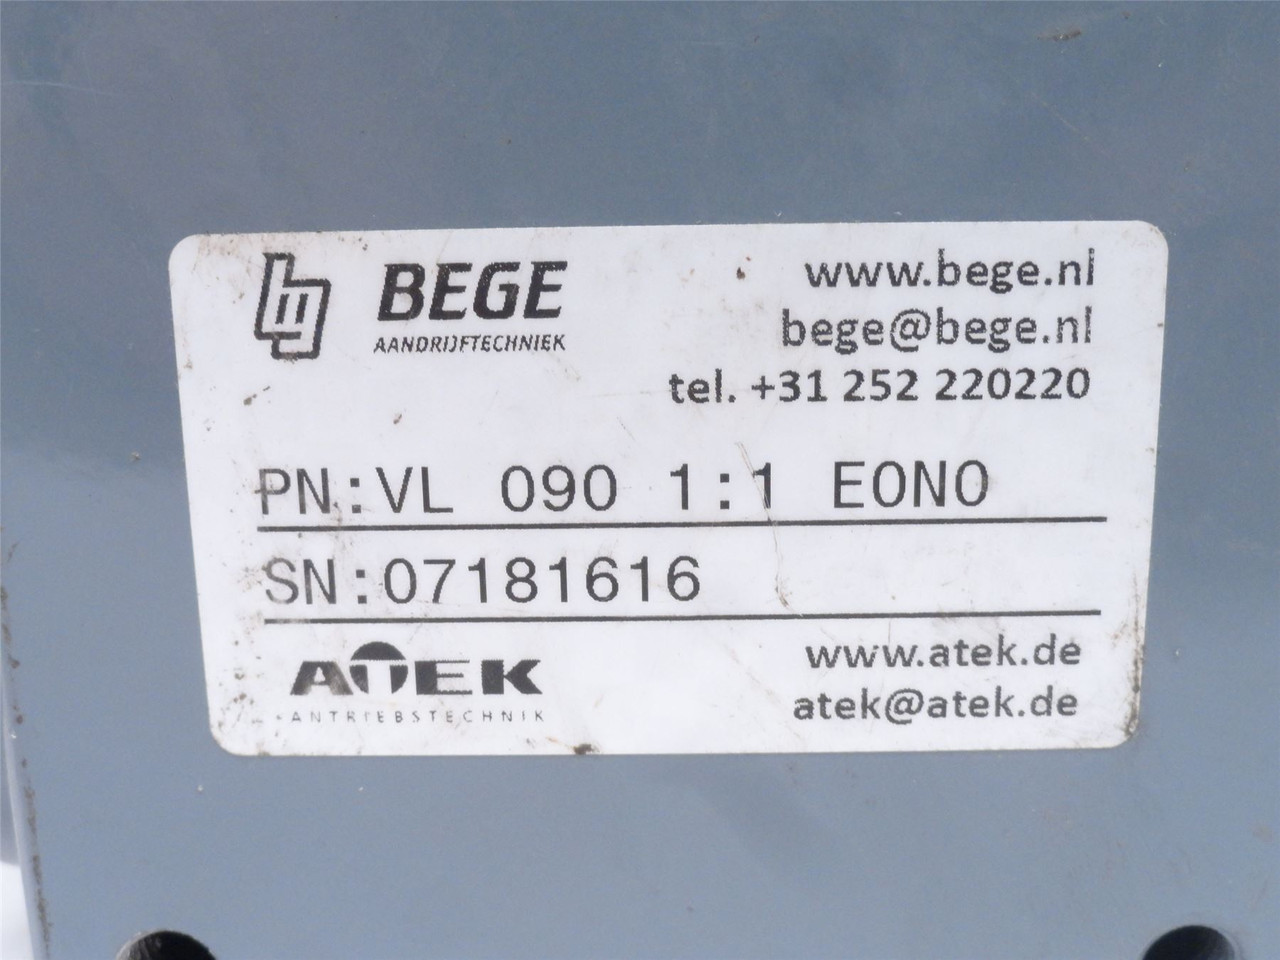 BEGE
AANDRIJFTECHNIEK
www.bege.nl
bege@bege.nl
tel. +31 252 220220
PN:VL 090 1:1 E0N0
SN:07181616
ATEK
ANTRIEBSTECHNIK
www.atek.de
atek@atek.de